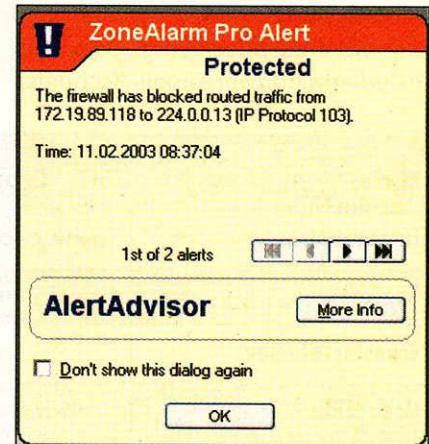 ZoneAlarm Pro Alert
Protected
The firewall has blocked routed traffic from
172.19.89.118 to 224.0.0.13 (IP Protocol 103).
Time: 11.02.2003 08:37:04
1st of 2 alerts
AlertAdvisor
More Info
Don't show this dialog again
OK